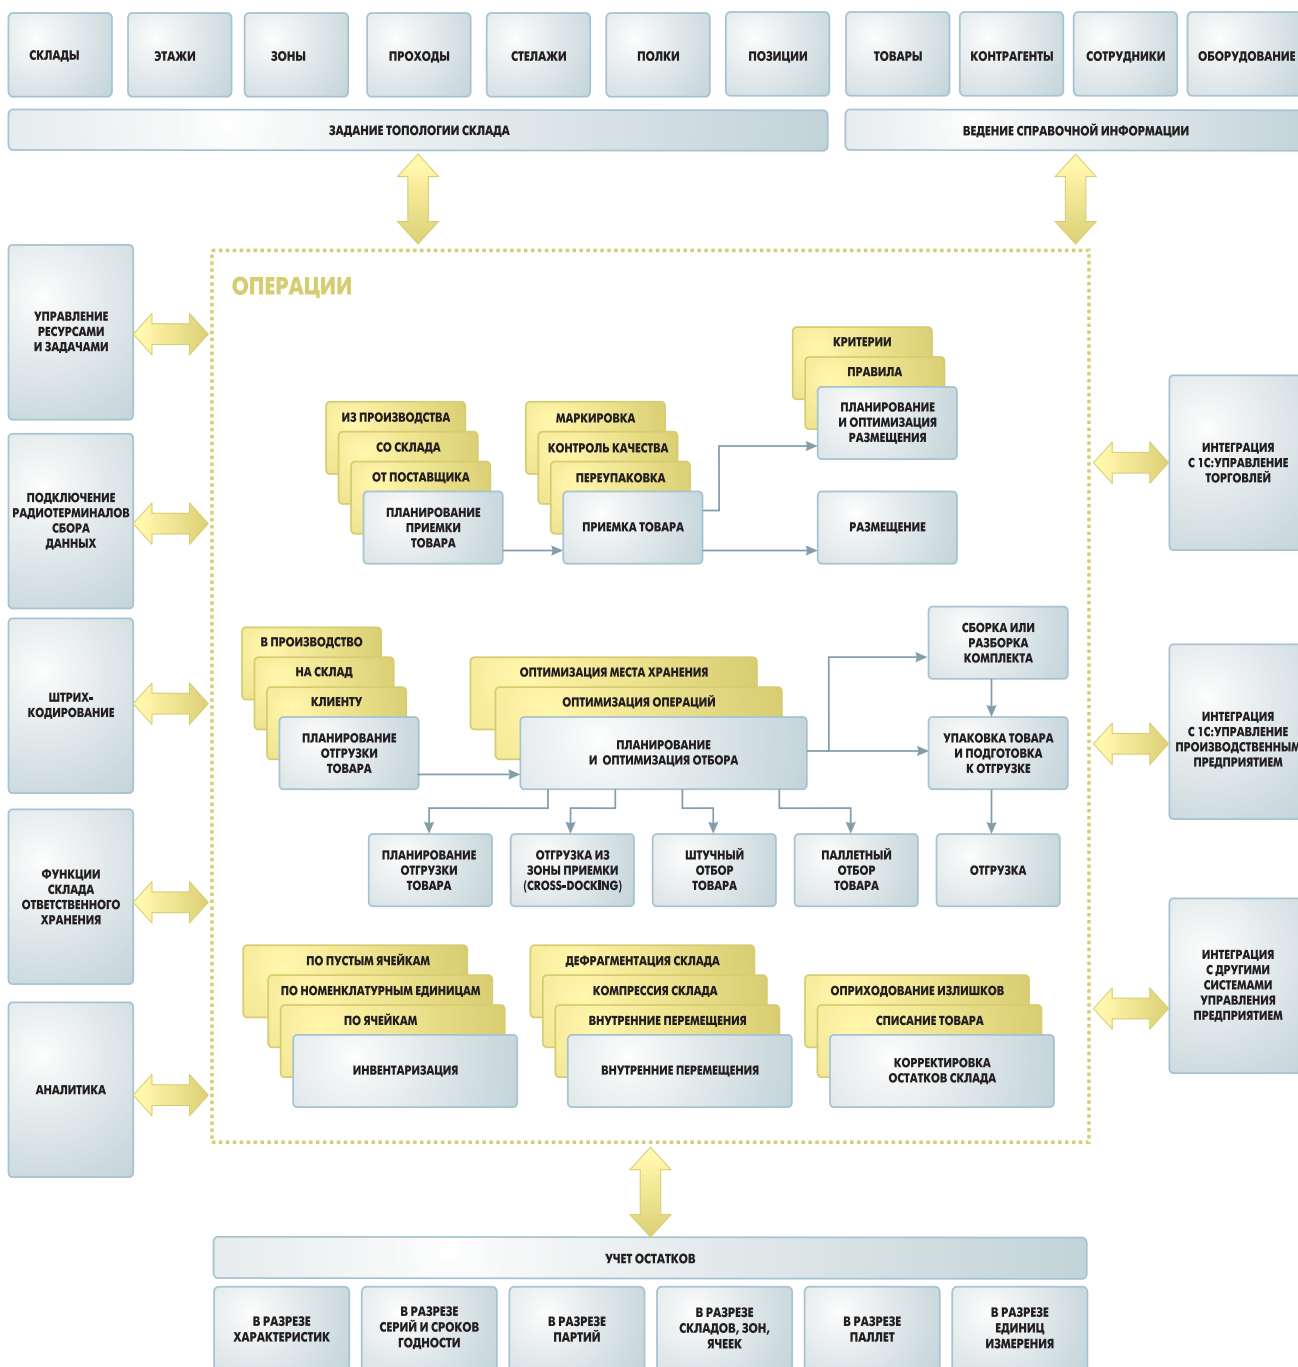 СКЛАДЫ
ЭТАЖИ
ЗОНЫ
ПРОХОДЫ
СТЕЛАЖИ
ПОЛКИ
ПОЗИЦИИ
ТОВАРЫ
КОНТРАГЕНТЫ
СОТРУДНИКИ
ОБОРУДОВАНИЕ
ЗАДАНИЕ ТОПОЛОГИИ СКЛАДА
ВЕДЕНИЕ СПРАВОЧНОЙ ИНФОРМАЦИИ
УПРАВЛЕНИЕ
РЕСУРСАМИ
И ЗАДАЧАМИ
ПОДКЛЮЧЕНИЕ
РАДИОТЕРМИНАЛОВ
СБОРА
ДАННЫХ
ШТРИХ-
КОДИРОВАНИЕ
ФУНКЦИИ
СКЛАДА
ОТВЕТСТВЕННОГО
ХРАНЕНИЯ
АНАЛИТИКА
ОПЕРАЦИИ
ИЗ ПРОИЗВОДСТВА
СО СКЛАДА
ОТ ПОСТАВЩИКА
ПЛАНИРОВАНИЕ
ПРИЕМКИ
ТОВАРА
МАРКИРОВКА
КОНТРОЛЬ КАЧЕСТВА
ПЕРЕУПАКОВКА
ПРИЕМКА ТОВАРА
КРИТЕРИИ
ПРАВИЛА
ПЛАНИРОВАНИЕ
И ОПТИМИЗАЦИЯ
РАЗМЕЩЕНИЯ
РАЗМЕЩЕНИЕ
В ПРОИЗВОДСТВО
НА СКЛАД
КЛИЕНТУ
ПЛАНИРОВАНИЕ
ОТГРУЗКИ
ТОВАРА
ОПТИМИЗАЦИЯ МЕСТА ХРАНЕНИЯ
ОПТИМИЗАЦИЯ ОПЕРАЦИЙ
ПЛАНИРОВАНИЕ
И ОПТИМИЗАЦИЯ ОТБОРА
СБОРКА ИЛИ
РАЗБОРКА
КОМПЛЕКТА
УПАКОВКА ТОВАРА
И ПОДГОТОВКА
К ОТГРУЗКЕ
ПЛАНИРОВАНИЕ
ОТГРУЗКИ
ТОВАРА
ОТГРУЗКА ИЗ
ЗОНЫ ПРИЕМКИ
(CROSS-DOCKING)
ШТУЧНЫЙ
ОТБОР
ТОВАРА
ПАЛЛЕТНЫЙ
ОТБОР
ТОВАРА
ОТГРУЗКА
ПО ПУСТЫМ ЯЧЕЙКАМ
ПО НОМЕНКЛАТУРНЫМ ЕДИНИЦАМ
ПО ЯЧЕЙКАМ
ИНВЕНТАРИЗАЦИЯ
ДЕФРАГМЕНТАЦИЯ СКЛАДА
КОМПРЕССИЯ СКЛАДА
ВНУТРЕННИЕ ПЕРЕМЕЩЕНИЯ
ВНУТРЕННИЕ ПЕРЕМЕЩЕНИЯ
ОПРИХОДОВАНИЕ ИЗЛИШКОВ
СПИСАНИЕ ТОВАРА
КОРРЕКТИРОВКА
ОСТАТКОВ СКЛАДА
ИНТЕГРАЦИЯ
С 1С:УПРАВЛЕНИЕ
ТОРГОВЛЕЙ
ИНТЕГРАЦИЯ
С 1С:УПРАВЛЕНИЕ
ПРОИЗВОДСТВЕННЫМ
ПРЕДПРИЯТИЕМ
ИНТЕГРАЦИЯ
С ДРУГИМИ
СИСТЕМАМИ
УПРАВЛЕНИЯ
ПРЕДПРИЯТИЕМ
УЧЕТ ОСТАТКОВ
В РАЗРЕЗЕ
ХАРАКТЕРИСТИК
В РАЗРЕЗЕ
СЕРИЙ И СРОКОВ
ГОДНОСТИ
В РАЗРЕЗЕ
ПАРТИЙ
В РАЗРЕЗЕ
СКЛАДОВ, ЗОН,
ЯЧЕЕК
В РАЗРЕЗЕ
ПАЛЛЕТ
В РАЗРЕЗЕ
ЕДИНИЦ
ИЗМЕРЕНИЯ